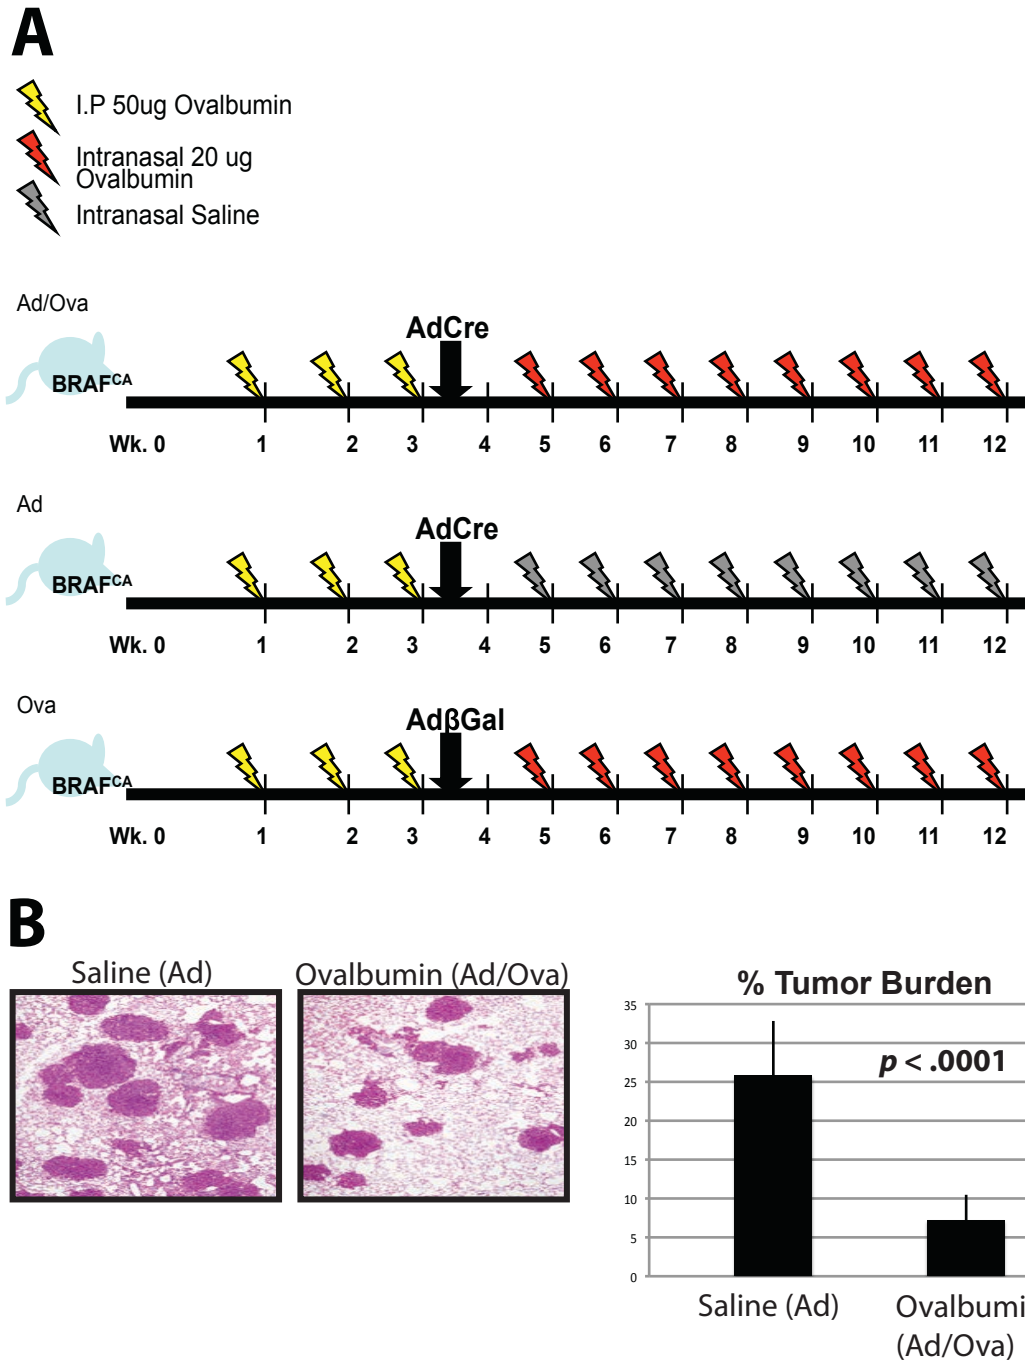 A
I.P 50ug Ovalbumin
Intranasal 20 ug
Ovalbumin
Intranasal Saline
Ad/Ova
AdCre
BRAFCA
Wk. 0 1 2 3 4 5 6 7 8 9 10 11 12
Ad
AdCre
BRAFCA
Wk. 0 1 2 3 4 5 6 7 8 9 10 11 12
Ova
AdβGal
BRAFCA
Wk. 0 1 2 3 4 5 6 7 8 9 10 11 12
B
Saline (Ad)
Ovalbumin (Ad/Ova)
% Tumor Burden
35
30
p < .0001
25
20
15
10
5
0
Saline (Ad)
Ovalbumi
(Ad/Ova)